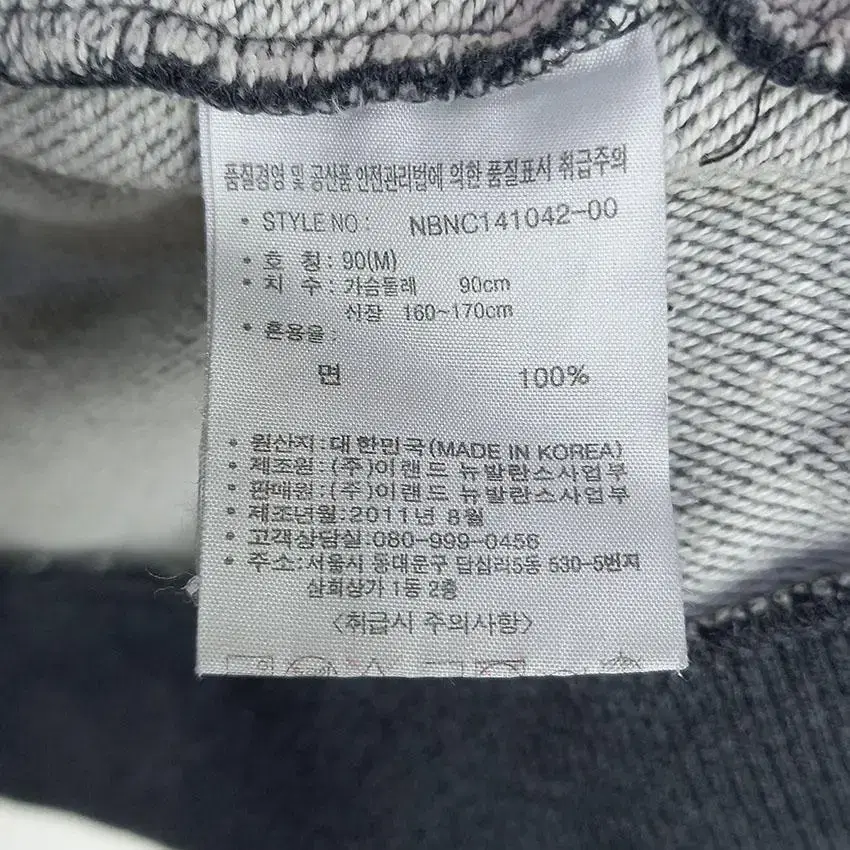 품질경영 및 공산품 안전관리법에 의한 품질표시 취급주의
• STYLE NO : NBNC141042-00
• 호 칭 : 90(M)
• 치 수 : 가슴둘레 90cm
신장 160~170cm
• 혼용율 :
면 100%
• 원산지:대한민국(MADE IN KOREA)
• 제조원:(주)이랜드 뉴발란스사업부
• 판매원:(주)이랜드 뉴발란스사업부
• 제조년월:2011년 8월
• 고객상담실:080-999-0456
• 주소:서울시 동대문구 답십리5동 530-5번지
삼희상가 1동 2층
<취급시 주의사항>